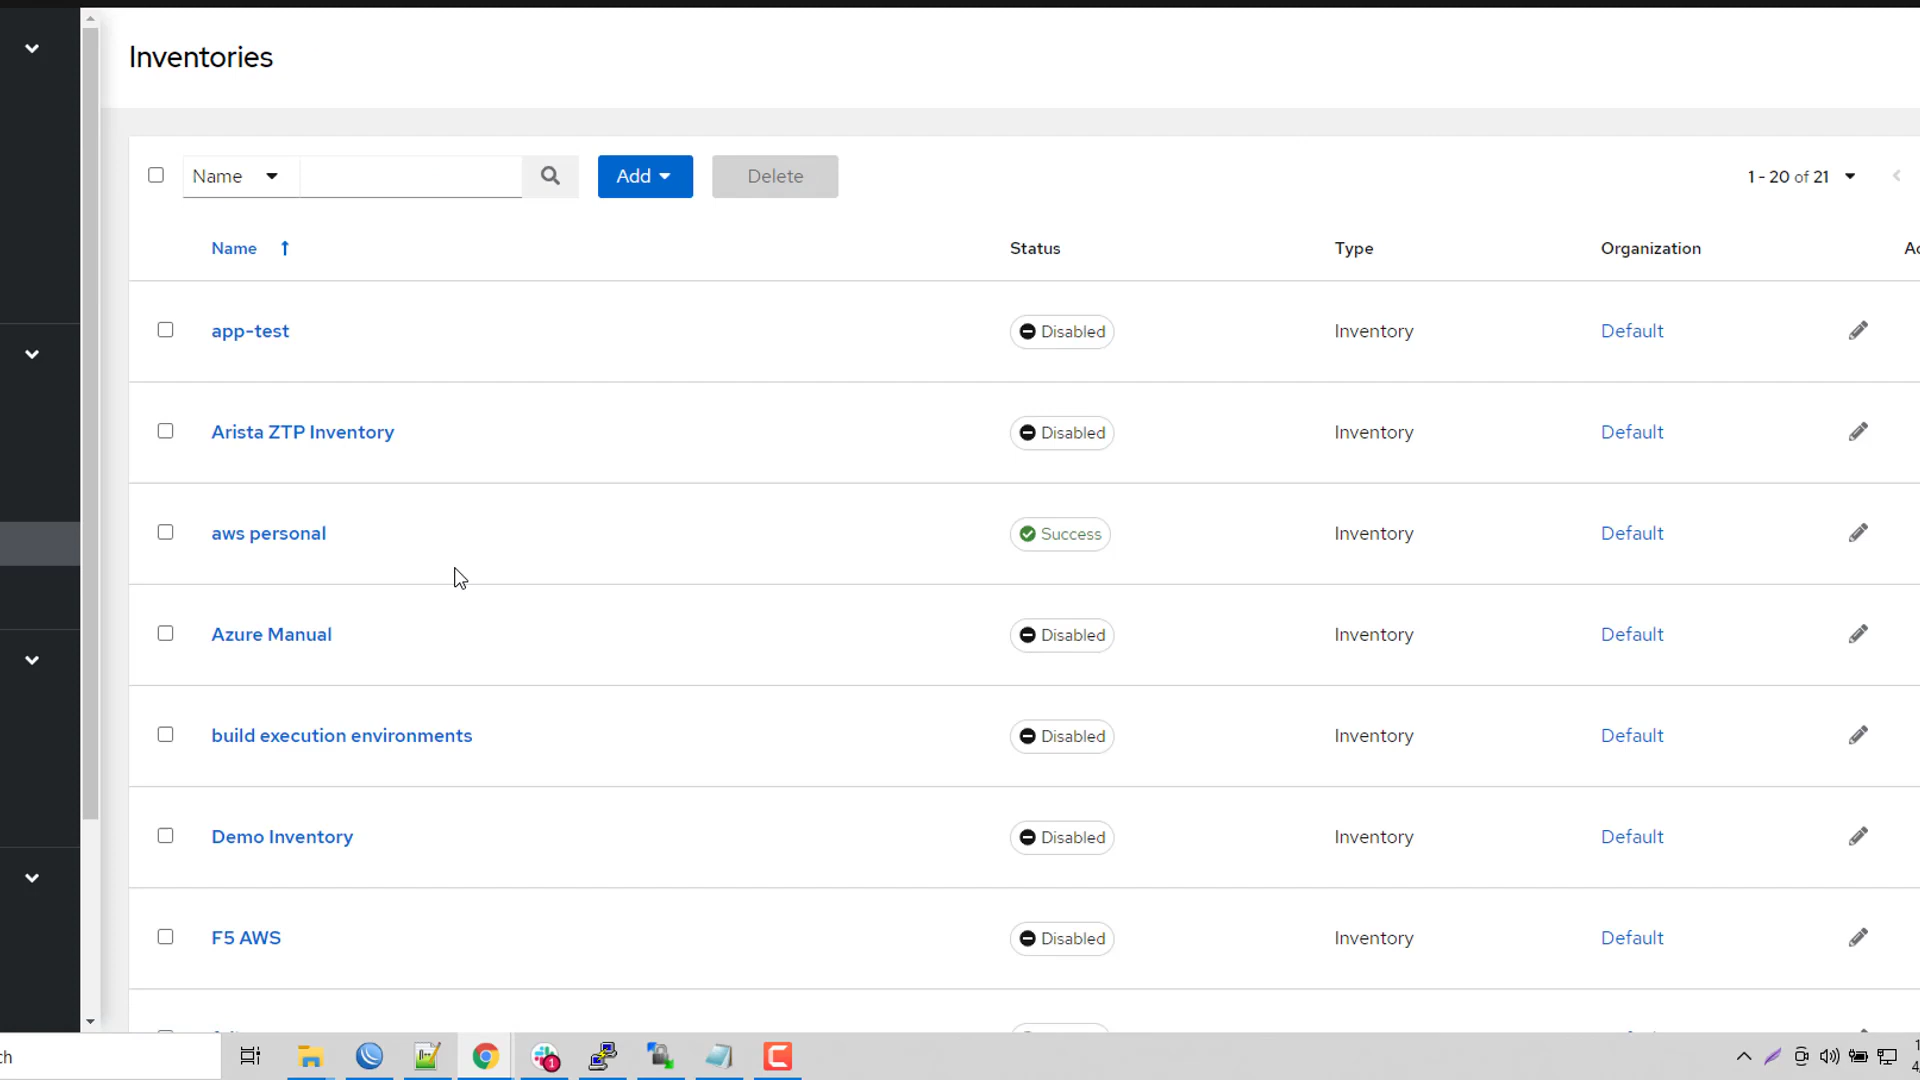 Inventories
Name
Add
Delete
1 - 20 of 21
Name Status Type Organization
app-test Disabled Inventory Default
Arista ZTP Inventory Disabled Inventory Default
aws personal Success Inventory Default
Azure Manual Disabled Inventory Default
build execution environments Disabled Inventory Default
Demo Inventory Disabled Inventory Default
F5 AWS Disabled Inventory Default
ch
1